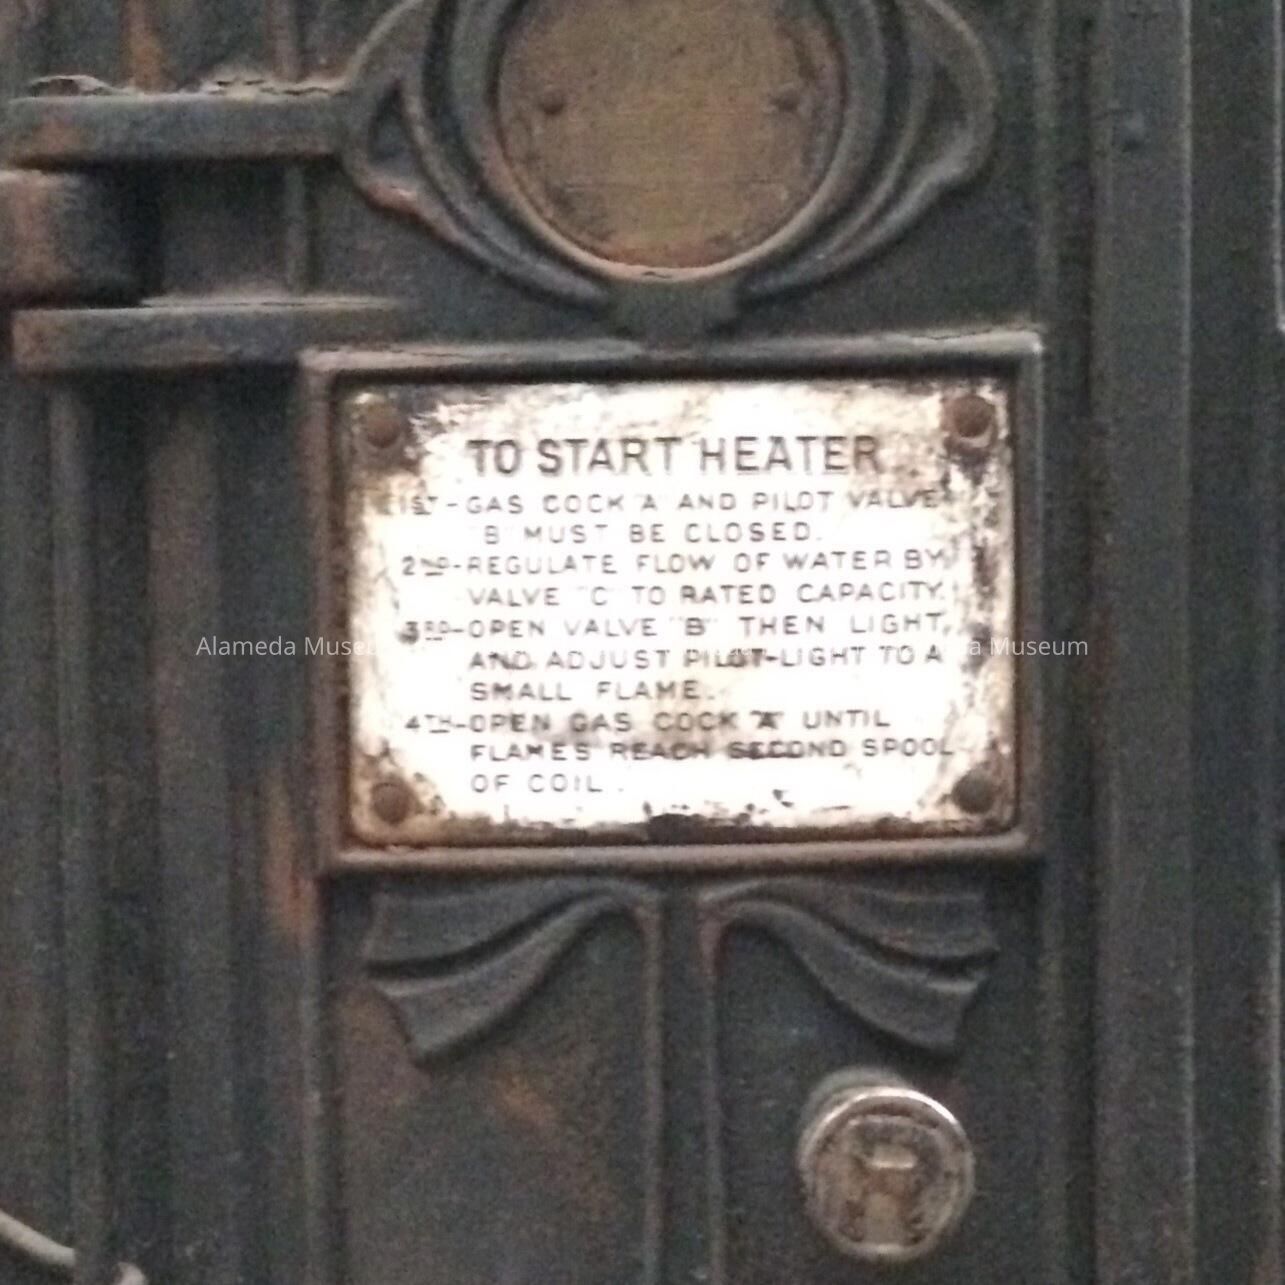 TO START HEATER
1ST-GAS COCK "A" AND PILOT VALVE
"B" MUST BE CLOSED.
2ND-REGULATE FLOW OF WATER BY
VALVE "C" TO RATED CAPACITY.
3RD-OPEN VALVE "B" THEN LIGHT,
AND ADJUST PILOT-LIGHT TO A
SMALL FLAME.
4TH-OPEN GAS COCK "A" UNTIL
FLAMES REACH SECOND SPOOL
OF COIL.
Alameda Museum
Museum